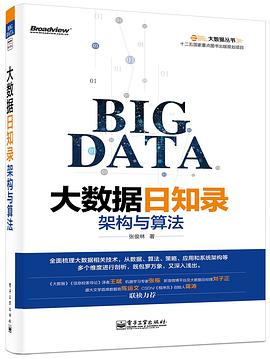 Broadview
www.broadview.com.cn
大数据丛书
十二五国家重点图书出版规划项目
BIG
DATA
大数据日知录
架构与算法
张俊林 著
全面梳理大数据相关技术,从数据、算法、策略、应用和系统架构等
多个维度进行剖析,既包罗万象,又深入浅出。
联袂推荐
电子工业出版社
大数据日知录
架构与算法